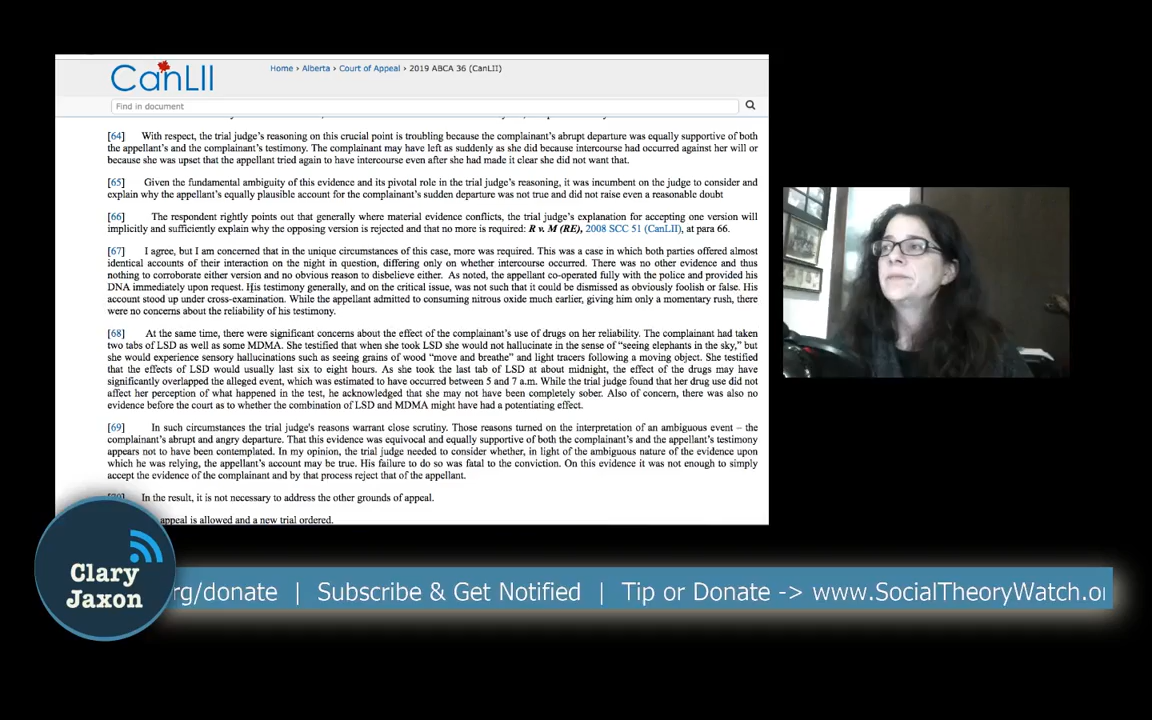 CanLII
Home › Alberta › Court of Appeal › 2019 ABCA 36 (CanLII)
Find in document
[64] With respect, the trial judge's reasoning on this crucial point is troubling because the complainant's abrupt departure was equally supportive of both
the appellant's and the complainant's testimony. The complainant may have left as suddenly as she did because intercourse had occurred against her will or
because she was upset that the appellant tried again to have intercourse even after she had made it clear she did not want that.
[65] Given the fundamental ambiguity of this evidence and its pivotal role in the trial judge's reasoning, it was incumbent on the judge to consider and
explain why the appellant's equally plausible account for the complainant's sudden departure was not true and did not raise even a reasonable doubt
[66] The respondent rightly points out that generally where material evidence conflicts, the trial judge's explanation for accepting one version will
implicitly and sufficiently explain why the opposing version is rejected and that no more is required: R v. M (RE), 2008 SCC 51 (CanLII), at para 66.
[67] I agree, but I am concerned that in the unique circumstances of this case, more was required. This was a case in which both parties offered almost
identical accounts of their interaction on the night in question, differing only on whether intercourse occurred. There was no other evidence and thus
nothing to corroborate either version and no obvious reason to disbelieve either. As noted, the appellant co-operated fully with the police and provided his
DNA immediately upon request. His testimony generally, and on the critical issue, was not such that it could be dismissed as obviously foolish or false. His
account stood up under cross-examination. While the appellant admitted to consuming nitrous oxide much earlier, giving him only a momentary rush, there
were no concerns about the reliability of his testimony.
[68] At the same time, there were significant concerns about the effect of the complainant's use of drugs on her reliability. The complainant had taken
two tabs of LSD as well as some MDMA. She testified that when she took LSD she would not hallucinate in the sense of "seeing elephants in the sky," but
she would experience sensory hallucinations such as seeing grains of wood "move and breathe" and light tracers following a moving object. She testified
that the effects of LSD would usually last six to eight hours. As she took the last tab of LSD at about midnight, the effect of the drugs may have
significantly overlapped the alleged event, which was estimated to have occurred between 5 and 7 a.m. While the trial judge found that her drug use did not
affect her perception of what happened in the test, he acknowledged that she may not have been completely sober. Also of concern, there was also no
evidence before the court as to whether the combination of LSD and MDMA might have had a potentiating effect.
[69] In such circumstances the trial judge's reasons warrant close scrutiny. Those reasons turned on the interpretation of an ambiguous event – the
complainant's abrupt and angry departure. That this evidence was equivocal and equally supportive of both the complainant's and the appellant's testimony
appears not to have been contemplated. In my opinion, the trial judge needed to consider whether, in light of the ambiguous nature of the evidence upon
which he was relying, the appellant's account may be true. His failure to do so was fatal to the conviction. On this evidence it was not enough to simply
accept the evidence of the complainant and by that process reject that of the appellant.
In the result, it is not necessary to address the other grounds of appeal.
appeal is allowed and a new trial ordered.
Clary
Jaxon
rg/donate | Subscribe & Get Notified | Tip or Donate -> www.SocialTheoryWatch.or